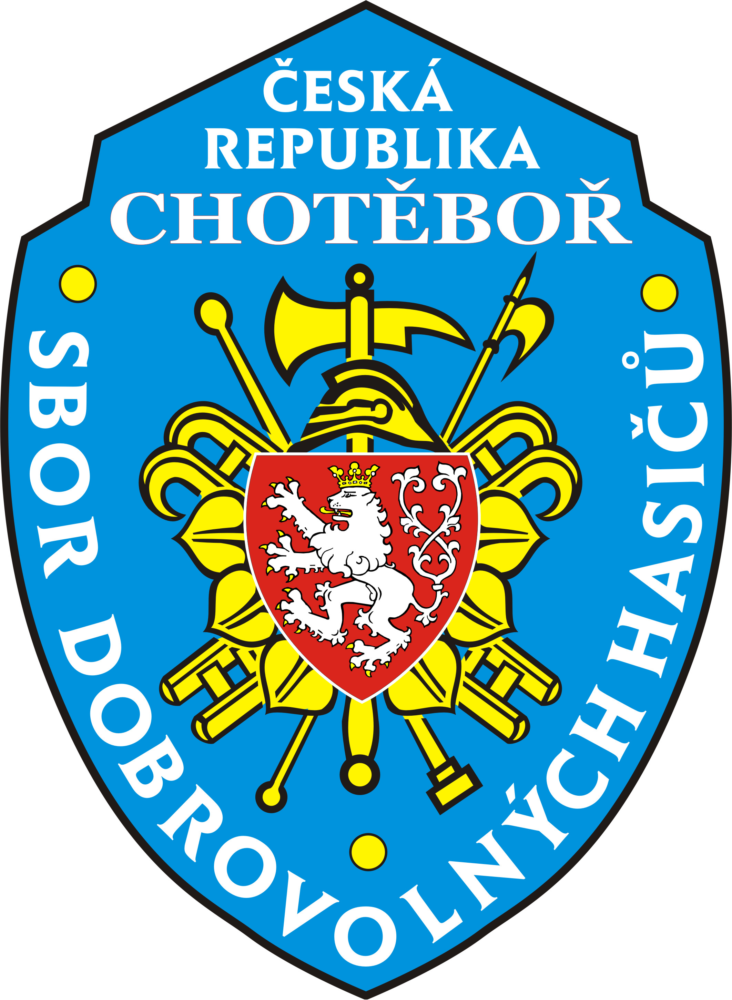 ČESKÁ
REPUBLIKA
CHOTĚBOŘ
SBOR DOBROVOLNÝCH HASIČŮ